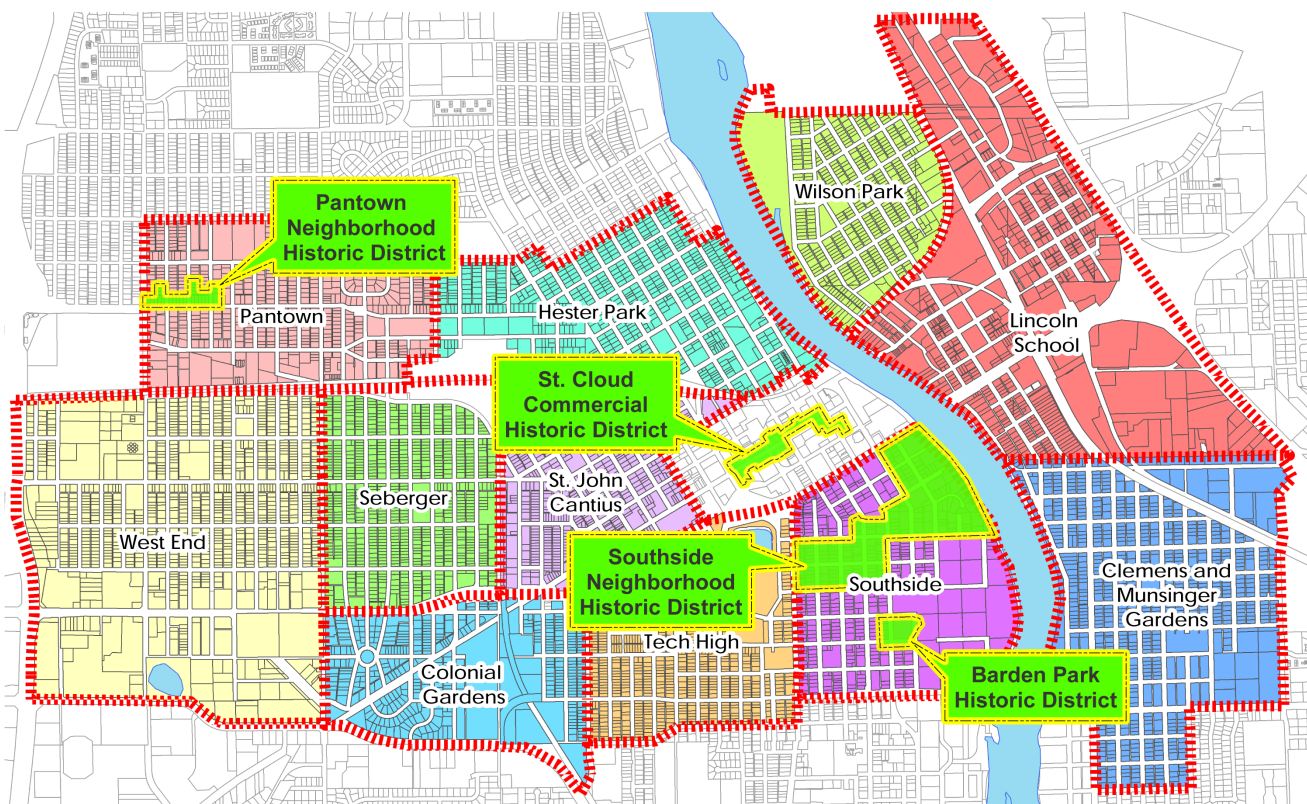 Pantown
Neighborhood
Historic District
Wilson Park
Pantown
Hester Park
Lincoln
School
St. Cloud
Commercial
Historic District
Seberger
St. John
Cantius
West End
Southside
Neighborhood
Historic District
Southside
Clemens and
Munsinger
Gardens
Tech High
Colonial
Gardens
Barden Park
Historic District